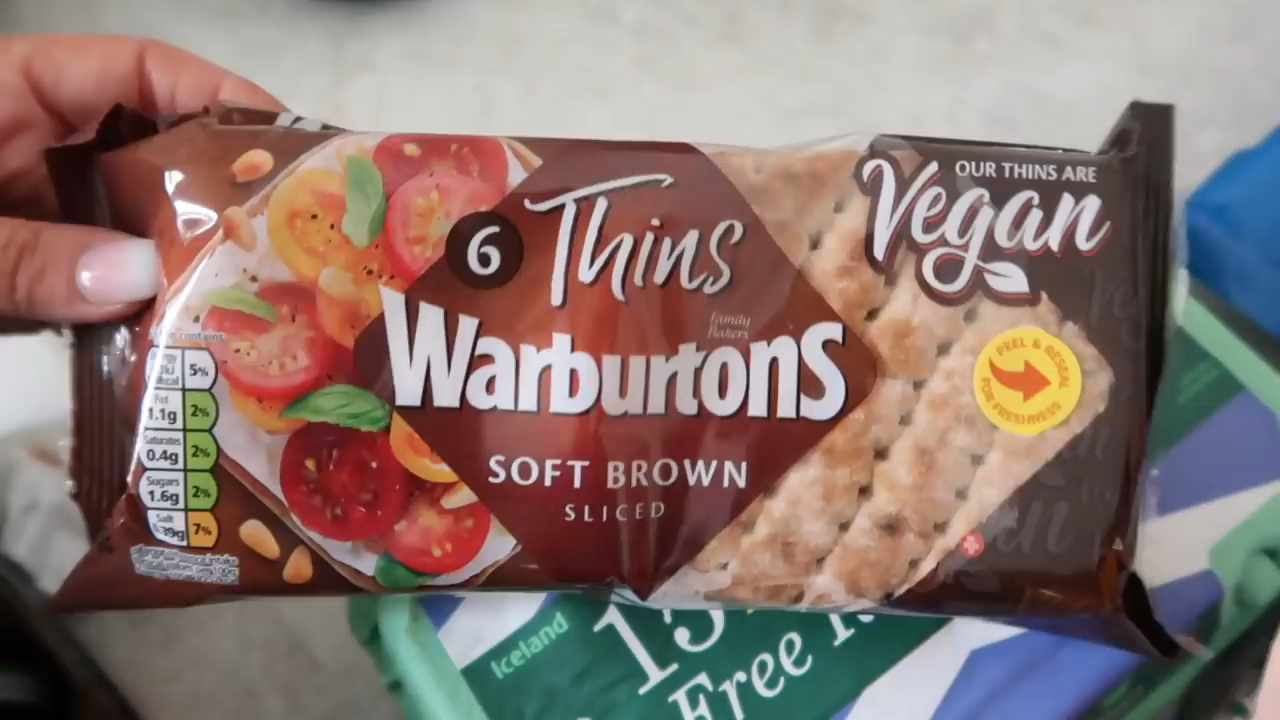 OUR THINS ARE
Vegan
6 Thins
Family
Bakers
Warburtons
SOFT BROWN
SLICED
PEEL & RESEAL
FOR FRESHNESS
contains
5%
Fat
1.1g 2%
Saturates
0.4g 2%
Sugars
1.6g 2%
Salt
7%
Iceland
Free